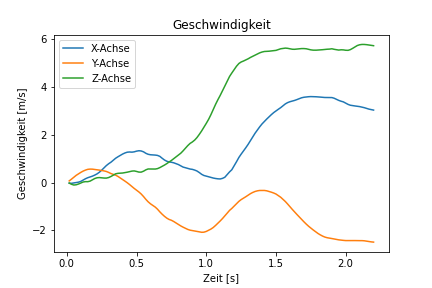 Geschwindigkeit
Geschwindigkeit [m/s]
6
4
2
0
−2
X-Achse
Y-Achse
Z-Achse
0.0 0.5 1.0 1.5 2.0
Zeit [s]